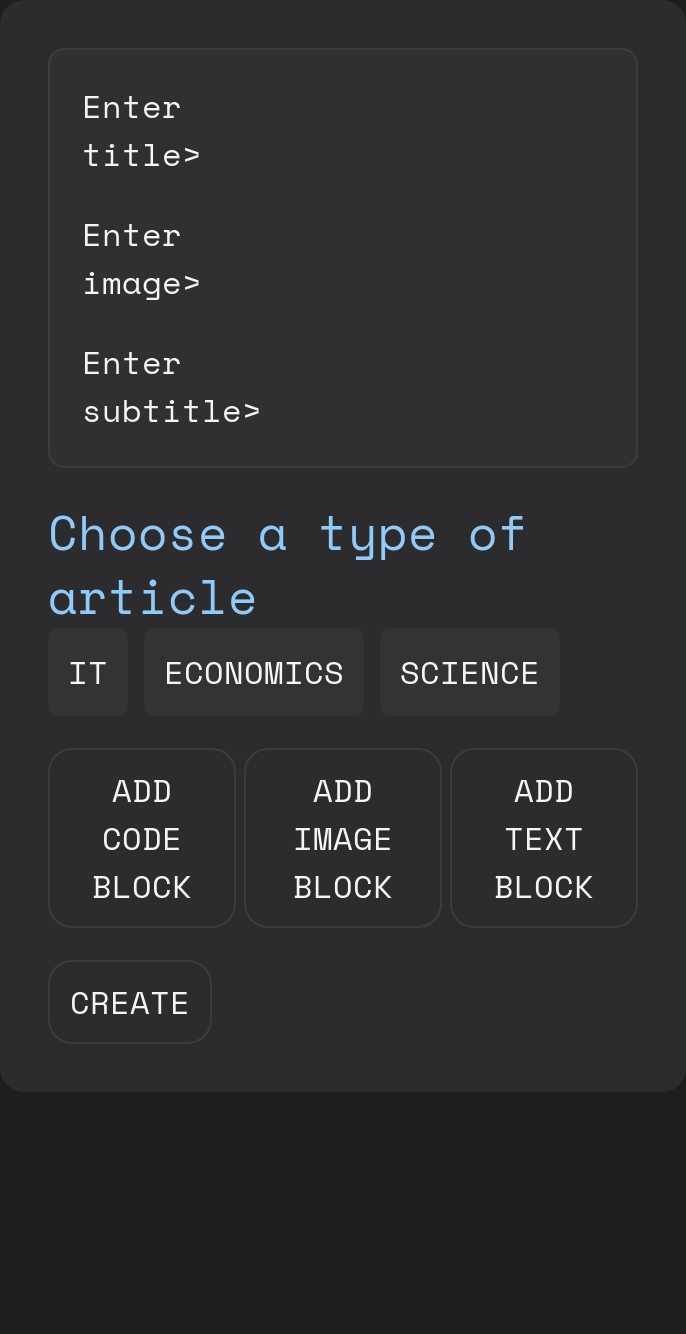 Enter
title>
Enter
image>
Enter
subtitle>
Choose a type of
article
IT ECONOMICS SCIENCE
ADD
CODE
BLOCK
ADD
IMAGE
BLOCK
ADD
TEXT
BLOCK
CREATE